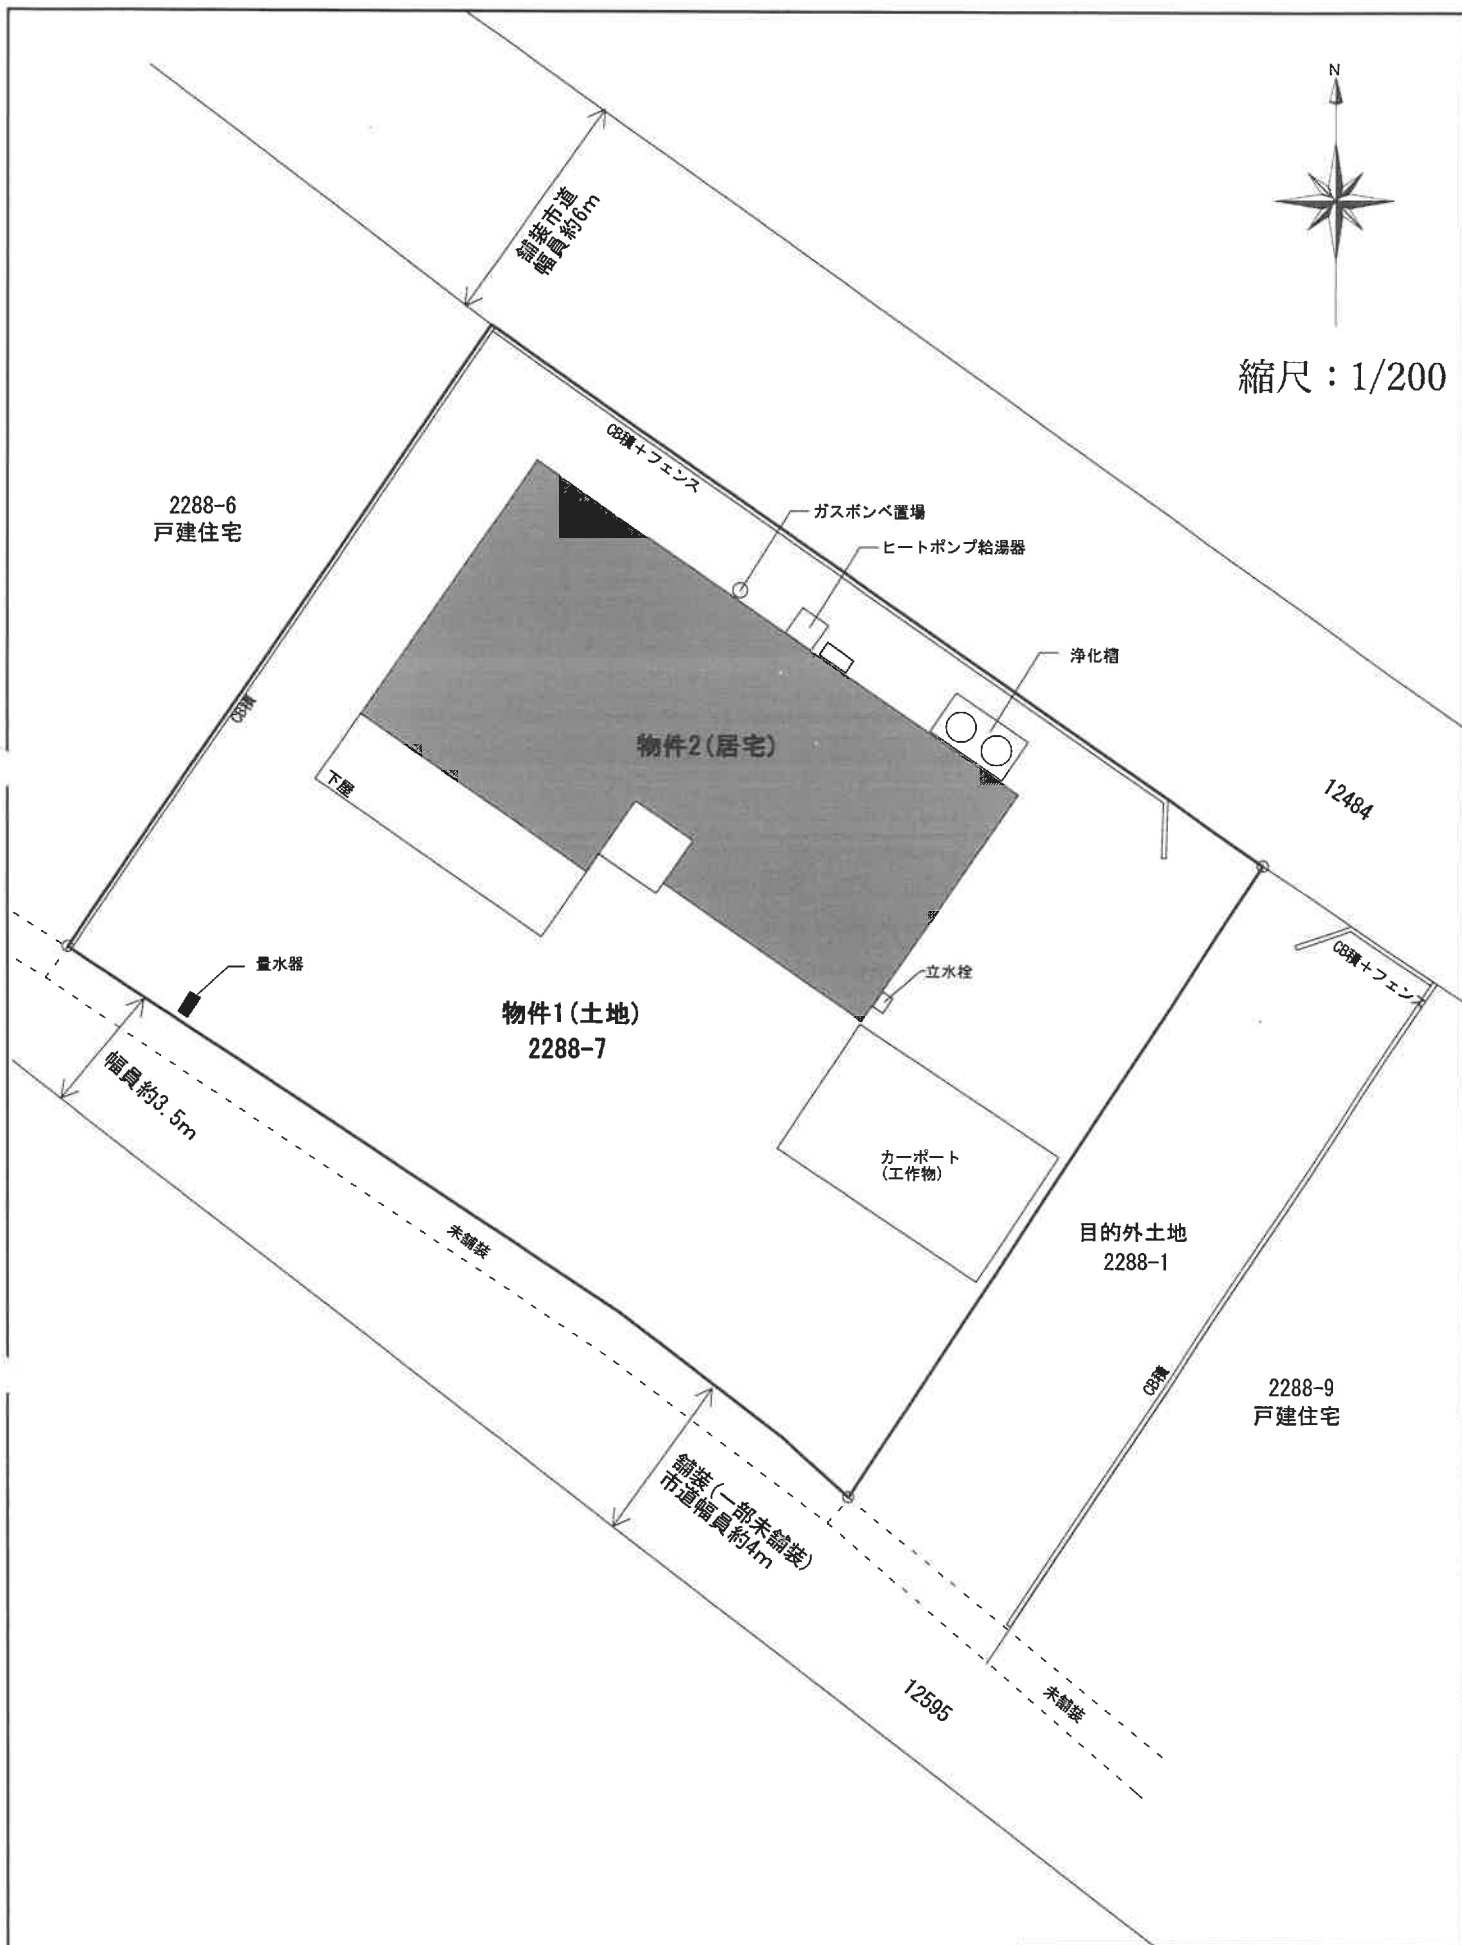 N
縮尺：1/200
舗装市道
幅員約6m
CB積+フェンス
2288-6
戸建住宅
ガスボンベ置場
ヒートポンプ給湯器
浄化槽
CB積
物件2(居宅)
下屋
12484
CB積+フェンス
量水器
立水栓
物件1(土地)
2288-7
幅員約3.5m
カーポート
(工作物)
未舗装
目的外土地
2288-1
CB積
2288-9
戸建住宅
舗装(一部未舗装)
市道幅員約4m
12595
未舗装